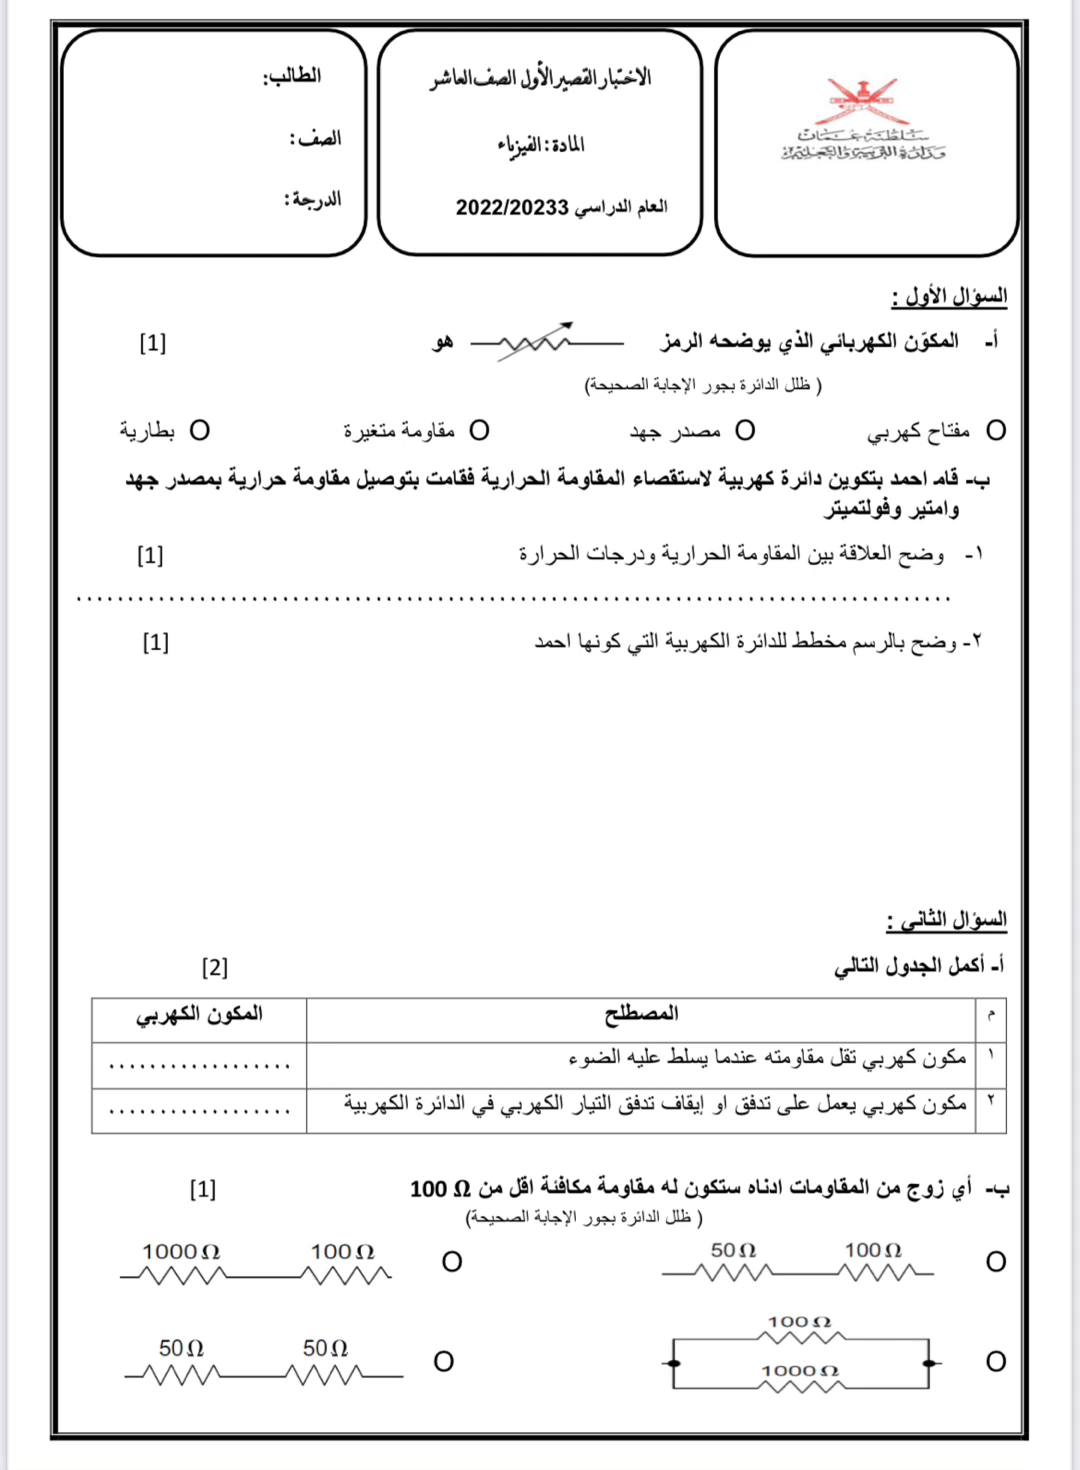 سلطنة عمان
وزارة التربية والتعليم
الاختبار القصير الأول الصف العاشر
المادة : الفيزياء
العام الدراسي 2022/20233
الطالب:
الصف :
الدرجة :
السؤال الأول :
أ- المكوّن الكهربائي الذي يوضحه الرمز هو [1]
( ظلل الدائرة بجور الإجابة الصحيحة)
O مفتاح كهربي O مصدر جهد O مقاومة متغيرة O بطارية
ب- قام احمد بتكوين دائرة كهربية لاستقصاء المقاومة الحرارية فقامت بتوصيل مقاومة حرارية بمصدر جهد
وامتير وفولتميتر
١- وضح العلاقة بين المقاومة الحرارية ودرجات الحرارة [1]
........................................................................
٢- وضح بالرسم مخطط للدائرة الكهربية التي كونها احمد [1]
السؤال الثاني :
أ- أكمل الجدول التالي [2]
م المصطلح المكون الكهربي
١ مكون كهربي تقل مقاومته عندما يسلط عليه الضوء ..................
٢ مكون كهربي يعمل على تدفق او إيقاف تدفق التيار الكهربي في الدائرة الكهربية ..................
ب- أي زوج من المقاومات ادناه ستكون له مقاومة مكافئة اقل من 100 Ω [1]
( ظلل الدائرة بجور الإجابة الصحيحة)
O 50 Ω 100 Ω
O 1000 Ω 100 Ω
O 100 Ω
1000 Ω
O 50 Ω 50 Ω